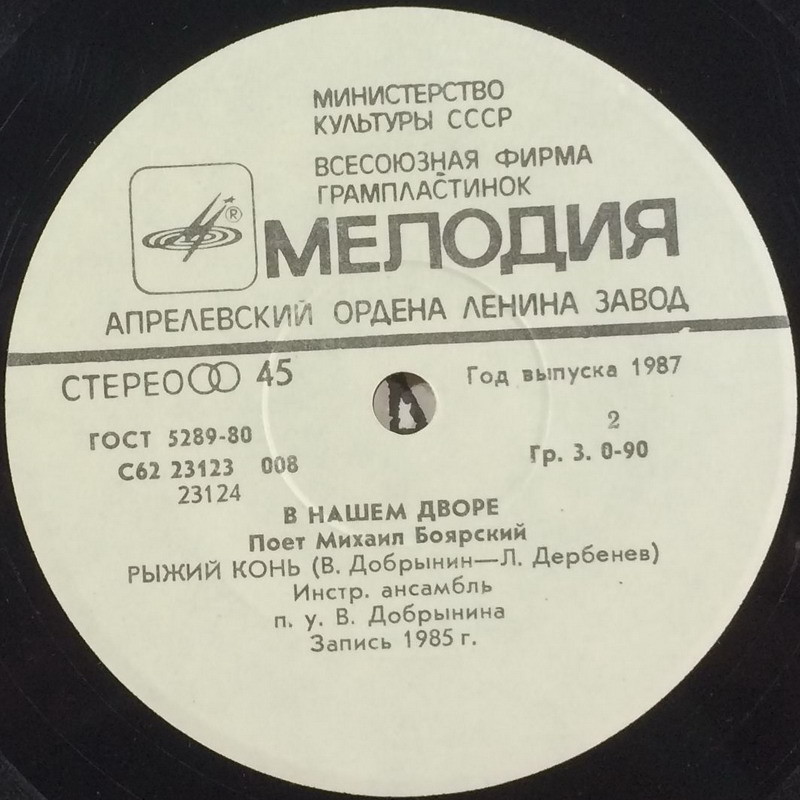 МИНИСТЕРСТВО
КУЛЬТУРЫ СССР
ВСЕСОЮЗНАЯ ФИРМА
ГРАМПЛАСТИНОК
®
МЕЛОДИЯ
АПРЕЛЕВСКИЙ ОРДЕНА ЛЕНИНА ЗАВОД
СТЕРЕО 45
Год выпуска 1987
ГОСТ 5289-80
2
С62 23123 008
Гр. 3. 0-90
23124
В НАШЕМ ДВОРЕ
Поет Михаил Боярский
РЫЖИЙ КОНЬ (В. Добрынин—Л. Дербенев)
Инстр. ансамбль
п. у. В. Добрынина
Запись 1985 г.